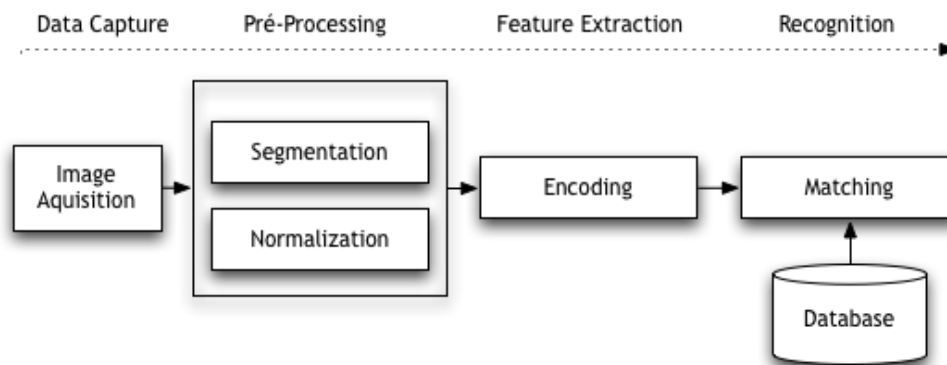 Data Capture
Pré-Processing
Feature Extraction
Recognition
Image
Aquisition
Segmentation
Normalization
Encoding
Matching
Database